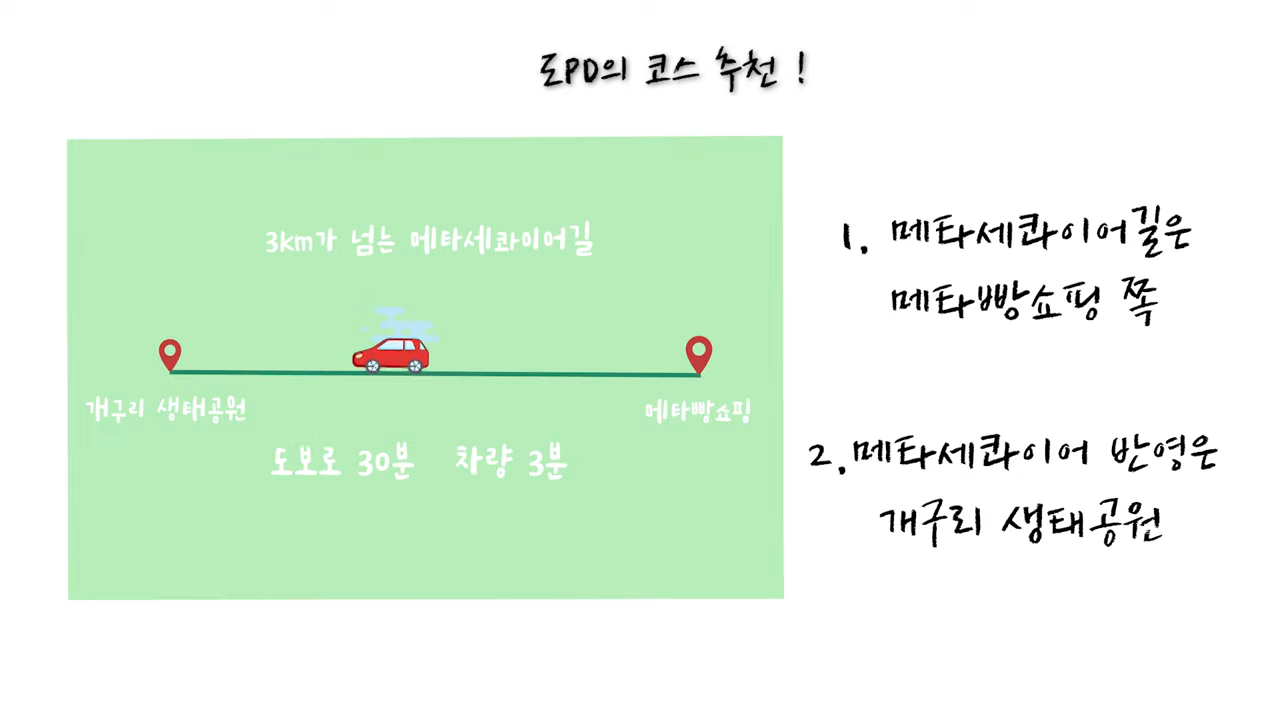 도PD의 코스 추천 !
3km가 넘는 메타세콰이어길
개구리 생태공원
메타빵쇼핑
도보로 30분 차량 3분
1. 메타세콰이어길은
메타빵쇼핑 쪽
2. 메타세콰이어 반영은
개구리 생태공원